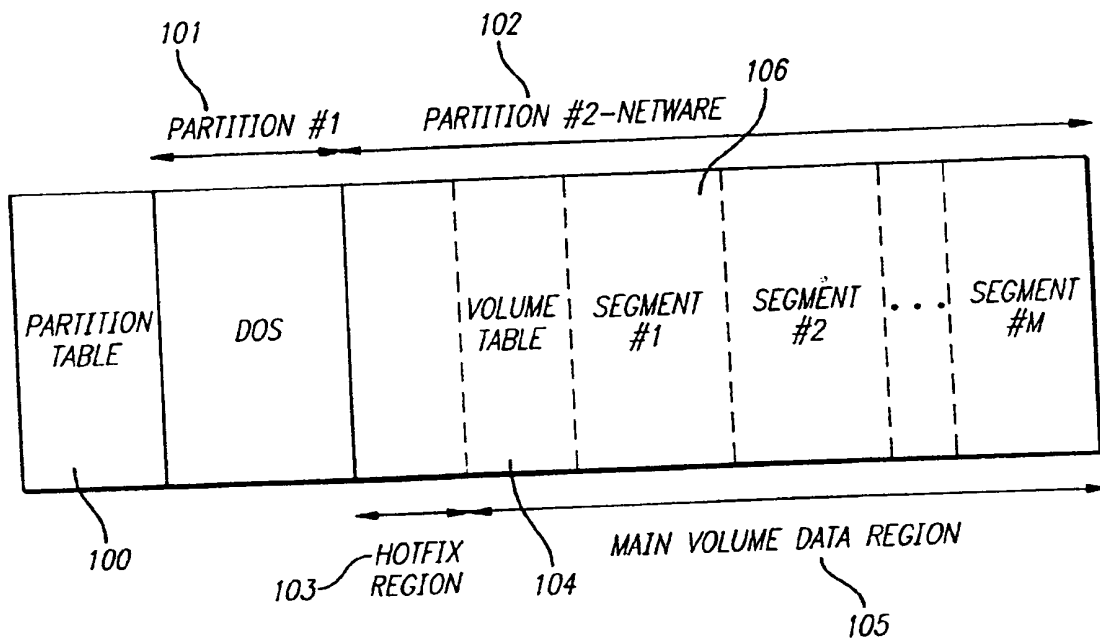 101
102
106
PARTITION #1
PARTITION #2-NETWARE
PARTITION
TABLE
DOS
VOLUME
TABLE
SEGMENT
#1
SEGMENT
#2
...
SEGMENT
#M
100
103
HOTFIX
REGION
104
MAIN VOLUME DATA REGION
105